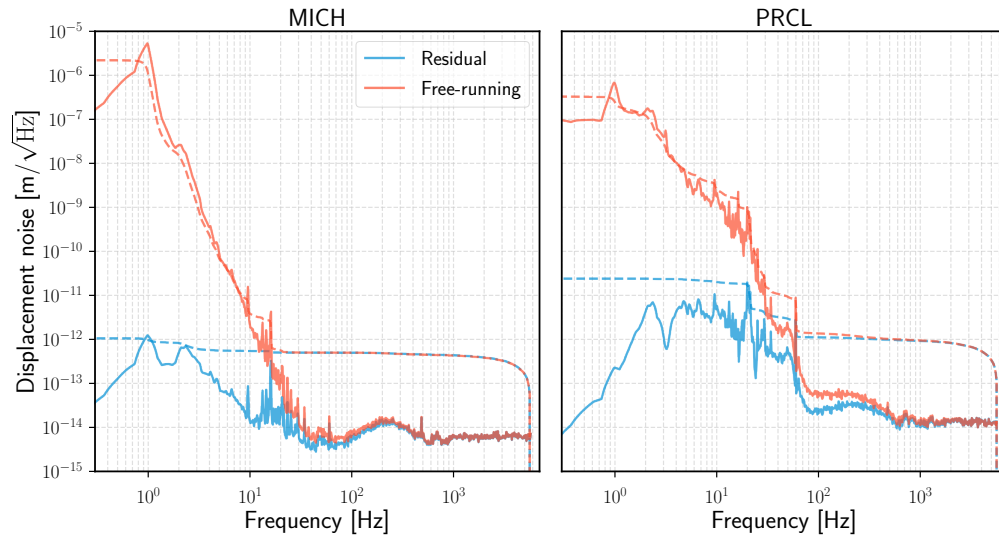 MICH
PRCL
Residual
Free-running
Displacement noise [m/√Hz]
10⁻⁵
10⁻⁶
10⁻⁷
10⁻⁸
10⁻⁹
10⁻¹⁰
10⁻¹¹
10⁻¹²
10⁻¹³
10⁻¹⁴
10⁻¹⁵
10⁰ 10¹ 10² 10³
10⁰ 10¹ 10² 10³
Frequency [Hz]
Frequency [Hz]